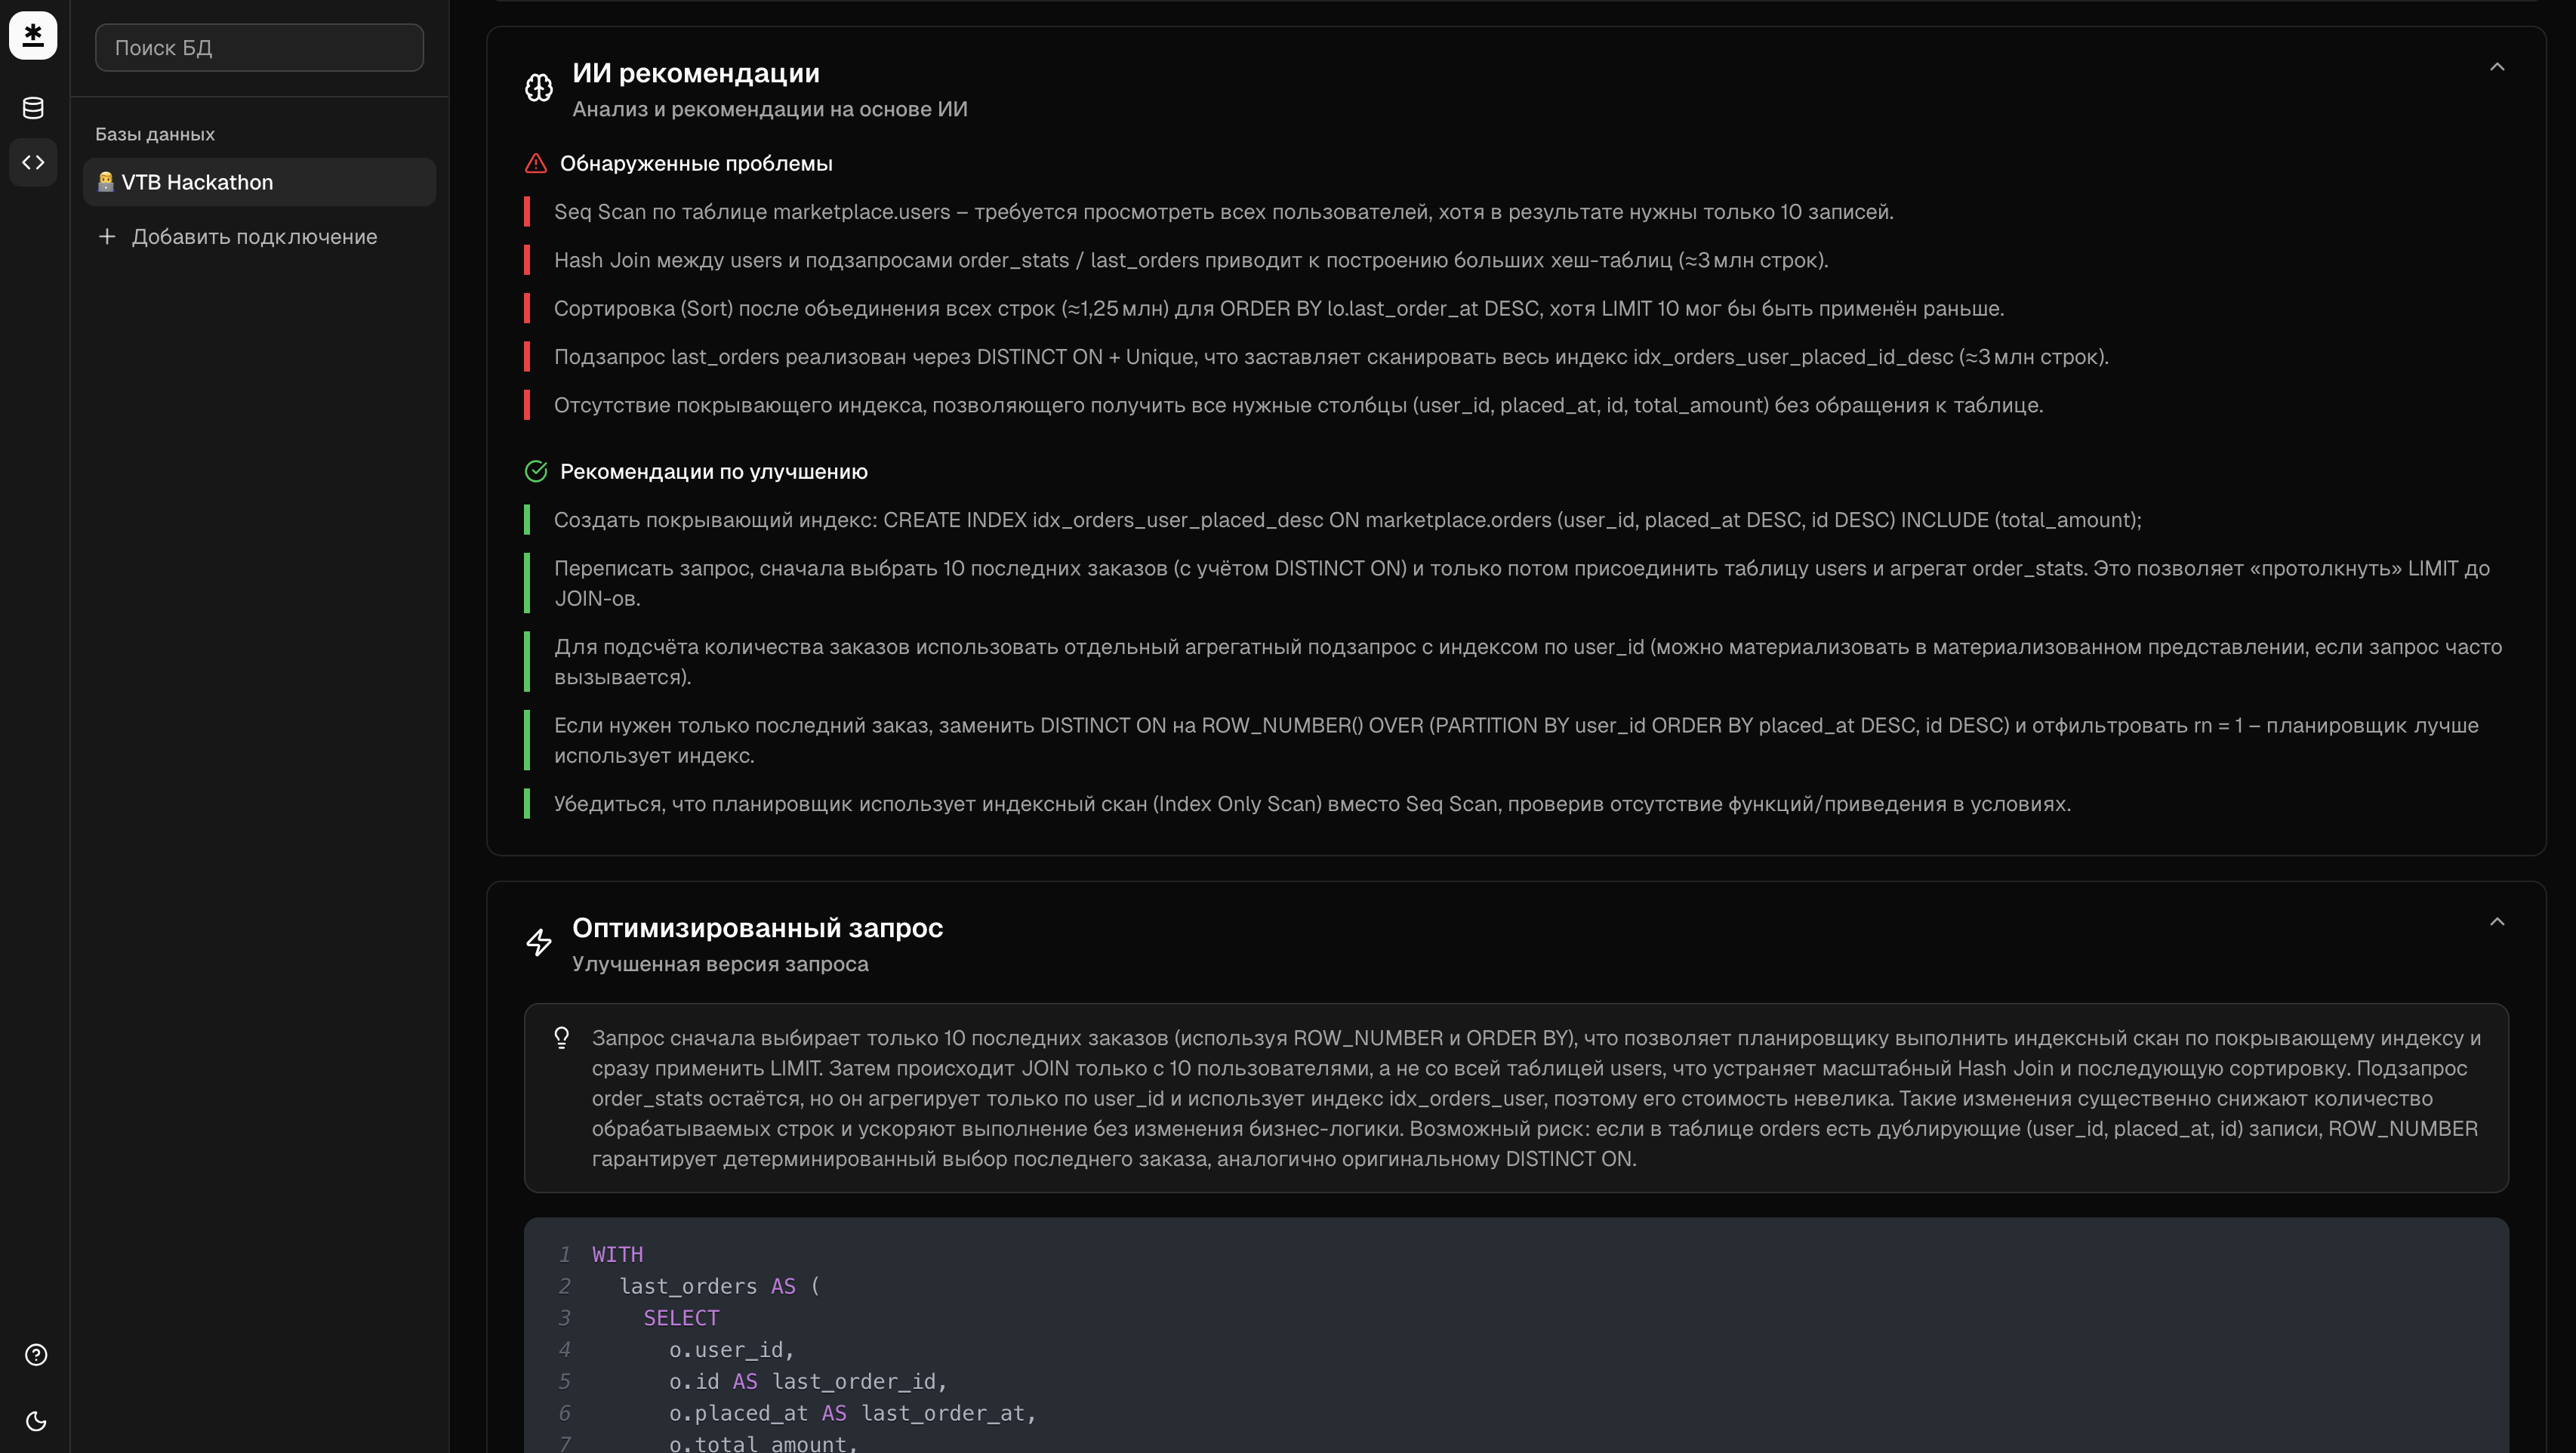 Поиск БД
Базы данных
VTB Hackathon
Добавить подключение
ИИ рекомендации
Анализ и рекомендации на основе ИИ
Обнаруженные проблемы
Seq Scan по таблице marketplace.users – требуется просмотреть всех пользователей, хотя в результате нужны только 10 записей.
Hash Join между users и подзапросами order_stats / last_orders приводит к построению больших хеш-таблиц (≈3 млн строк).
Сортировка (Sort) после объединения всех строк (≈1,25 млн) для ORDER BY lo.last_order_at DESC, хотя LIMIT 10 мог бы быть применён раньше.
Подзапрос last_orders реализован через DISTINCT ON + Unique, что заставляет сканировать весь индекс idx_orders_user_placed_id_desc (≈3 млн строк).
Отсутствие покрывающего индекса, позволяющего получить все нужные столбцы (user_id, placed_at, id, total_amount) без обращения к таблице.
Рекомендации по улучшению
Создать покрывающий индекс: CREATE INDEX idx_orders_user_placed_desc ON marketplace.orders (user_id, placed_at DESC, id DESC) INCLUDE (total_amount);
Переписать запрос, сначала выбрать 10 последних заказов (с учётом DISTINCT ON) и только потом присоединить таблицу users и агрегат order_stats. Это позволяет «протолкнуть» LIMIT до
JOIN-ов.
Для подсчёта количества заказов использовать отдельный агрегатный подзапрос с индексом по user_id (можно материализовать в материализованном представлении, если запрос часто
вызывается).
Если нужен только последний заказ, заменить DISTINCT ON на ROW_NUMBER() OVER (PARTITION BY user_id ORDER BY placed_at DESC, id DESC) и отфильтровать rn = 1 – планировщик лучше
использует индекс.
Убедиться, что планировщик использует индексный скан (Index Only Scan) вместо Seq Scan, проверив отсутствие функций/приведения в условиях.
Оптимизированный запрос
Улучшенная версия запроса
Запрос сначала выбирает только 10 последних заказов (используя ROW_NUMBER и ORDER BY), что позволяет планировщику выполнить индексный скан по покрывающему индексу и
сразу применить LIMIT. Затем происходит JOIN только с 10 пользователями, а не со всей таблицей users, что устраняет масштабный Hash Join и последующую сортировку. Подзапрос
order_stats остаётся, но он агрегирует только по user_id и использует индекс idx_orders_user, поэтому его стоимость невелика. Такие изменения существенно снижают количество
обрабатываемых строк и ускоряют выполнение без изменения бизнес-логики. Возможный риск: если в таблице orders есть дублирующие (user_id, placed_at, id) записи, ROW_NUMBER
гарантирует детерминированный выбор последнего заказа, аналогично оригинальному DISTINCT ON.
1 WITH
2 last_orders AS (
3 SELECT
4 o.user_id,
5 o.id AS last_order_id,
6 o.placed_at AS last_order_at,
7 o.total_amount,